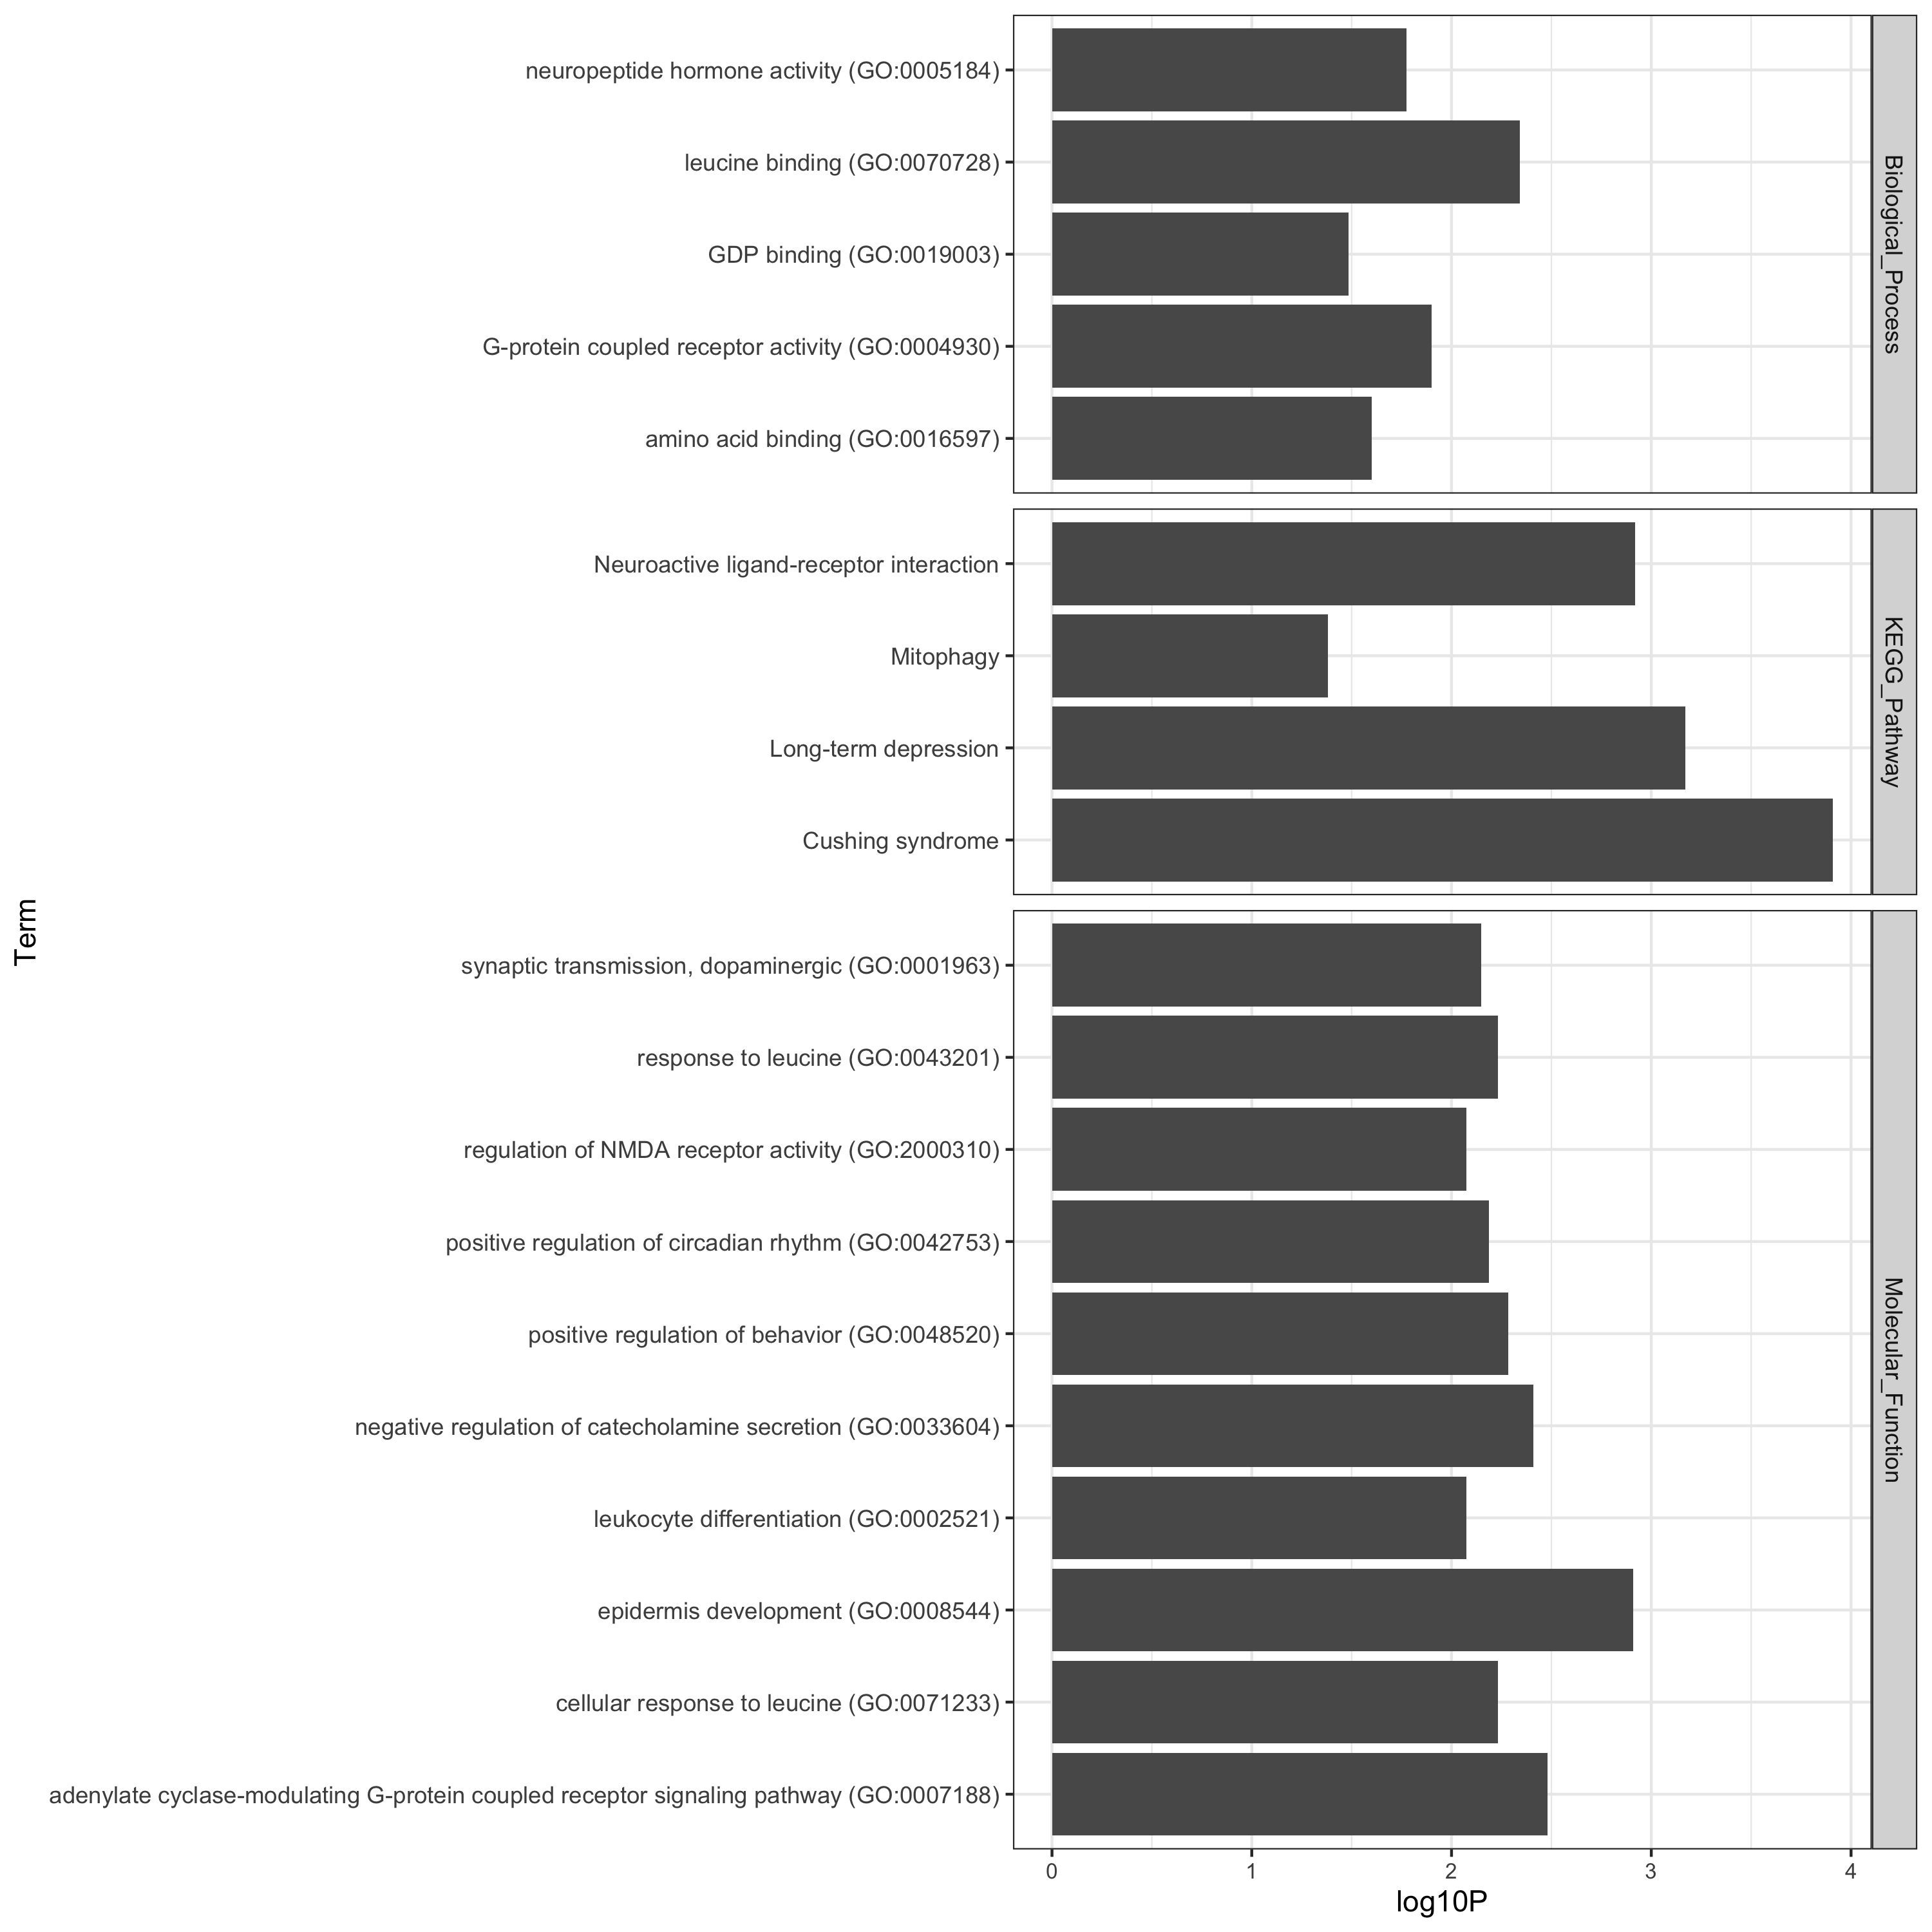 neuropeptide hormone activity (GO:0005184)
leucine binding (GO:0070728)
GDP binding (GO:0019003)
G-protein coupled receptor activity (GO:0004930)
amino acid binding (GO:0016597)
Biological_Process
Neuroactive ligand-receptor interaction
Mitophagy
Long-term depression
Cushing syndrome
KEGG_Pathway
Term
synaptic transmission, dopaminergic (GO:0001963)
response to leucine (GO:0043201)
regulation of NMDA receptor activity (GO:2000310)
positive regulation of circadian rhythm (GO:0042753)
positive regulation of behavior (GO:0048520)
negative regulation of catecholamine secretion (GO:0033604)
leukocyte differentiation (GO:0002521)
epidermis development (GO:0008544)
cellular response to leucine (GO:0071233)
adenylate cyclase-modulating G-protein coupled receptor signaling pathway (GO:0007188)
Molecular_Function
0 1 2 3 4
log10P